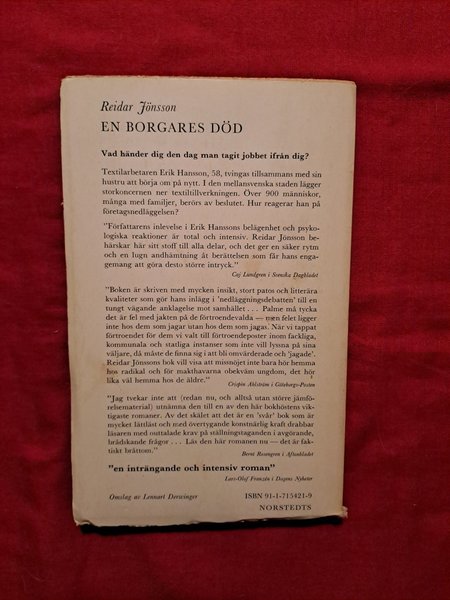 Reidar Jönsson
EN BORGARES DÖD
Vad händer dig den dag man tagit jobbet ifrån dig?
Textilarbetaren Erik Hansson, 58, tvingas tillsammans med sin
hustru att börja om på nytt. I den mellansvenska staden lägger
storkoncernen ner textiltillverkningen. Över 900 människor,
många med familjer, berörs av beslutet. Hur reagerar han på
företagsnedläggelsen?
"Författarens inlevelse i Erik Hanssons belägenhet och psyko-
logiska reaktioner är total och intensiv. Reidar Jönsson be-
härskar här sitt stoff till alla delar, och det ger en säker rytm
och en lugn andhämtning åt berättelsen som får hans enga-
gemang att göra desto större intryck."
Caj Lundgren i Svenska Dagbladet
"Boken är skriven med mycken insikt, stort patos och litterära
kvaliteter som gör hans inlägg i 'nedläggningsdebatten' till en
tungt vägande anklagelse mot samhället . . . Palme må tycka
det är fel med jakten på de förtroendevalda — men felet ligger
inte hos dem som jagar utan hos dem som jagas. När vi tappat
förtroendet för dem vi valt till förtroendeposter inom fackliga,
kommunala och statliga instanser som inte vill lyssna på sina
väljare, då måste de finna sig i att bli omvärderade och 'jagade'.
Reidar Jönssons bok vill visa att missnöjet inte bara hör hemma
hos radikal och för makthavarna obekväm ungdom, det hör
lika väl hemma hos de äldre."
Crispin Ahlström i Göteborgs-Posten
"Jag tvekar inte att (redan nu, och alltså utan större jämfö-
relsematerial) utnämna den till en av den här bokhöstens vik-
tigaste romaner. Av det skälet att det är en 'svår' bok som är
mycket lättläst och med övertygande konstnärlig kraft drabbar
läsaren med outtalade krav på ställningstaganden i avgörande,
brådskande frågor . . . Läs den här romanen nu — det är fak-
tiskt bråttom."
Bernt Rosengren i Aftonbladet
"en inträngande och intensiv roman"
Lars-Olof Franzén i Dagens Nyheter
Omslag av Lennart Derwinger
ISBN 91-1-715421-9
NORSTEDTS